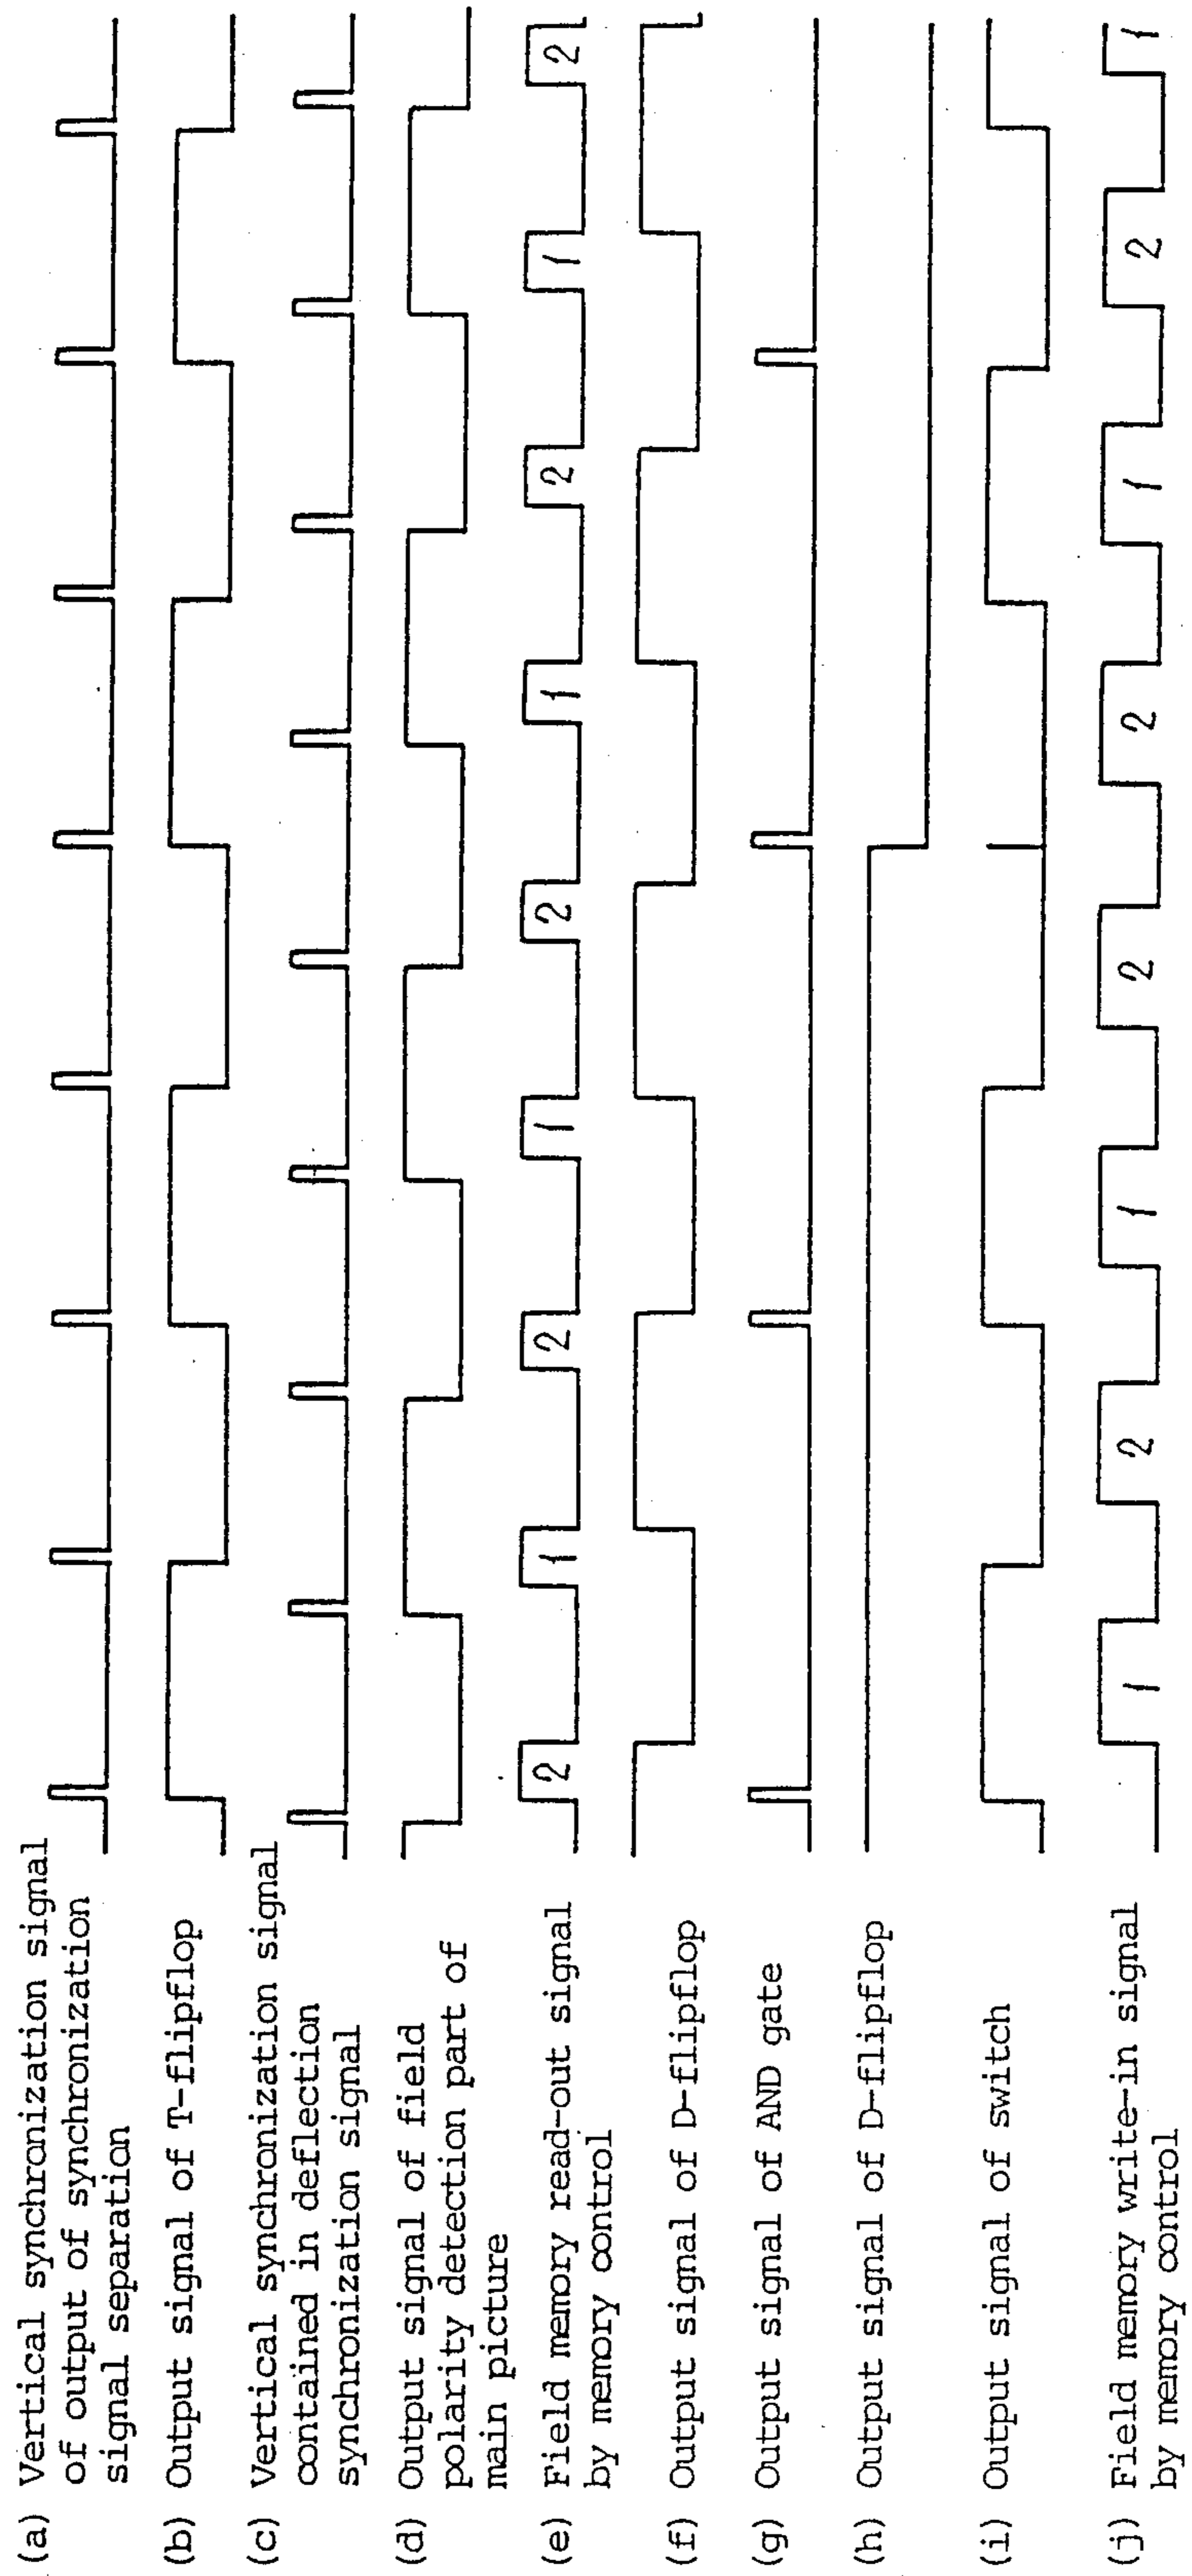 (a) Vertical synchronization signal
of output of synchronization
signal separation
(b) Output signal of T-flipflop
(c) Vertical synchronization signal
contained in deflection
synchronization signal
(d) Output signal of field
polarity detection part of
main picture
(e) Field memory read-out signal
by memory control
2 1 2 1 2 1 2 1 2
(f) Output signal of D-flipflop
(g) Output signal of AND gate
(h) Output signal of D-flipflop
(i) Output signal of switch
(j) Field memory write-in signal
by memory control
1 2 1 2 2 1 2 1